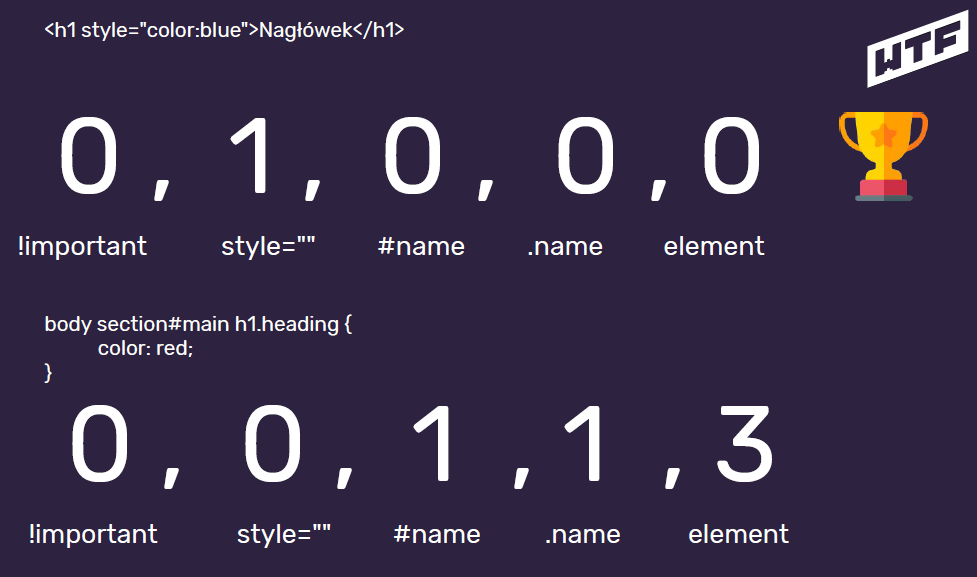 <h1 style="color:blue">Nagłówek</h1>
WTF
0 , 1 , 0 , 0 , 0
!important style="" #name .name element
body section#main h1.heading {
color: red;
}
0 , 0 , 1 , 1 , 3
!important style="" #name .name element